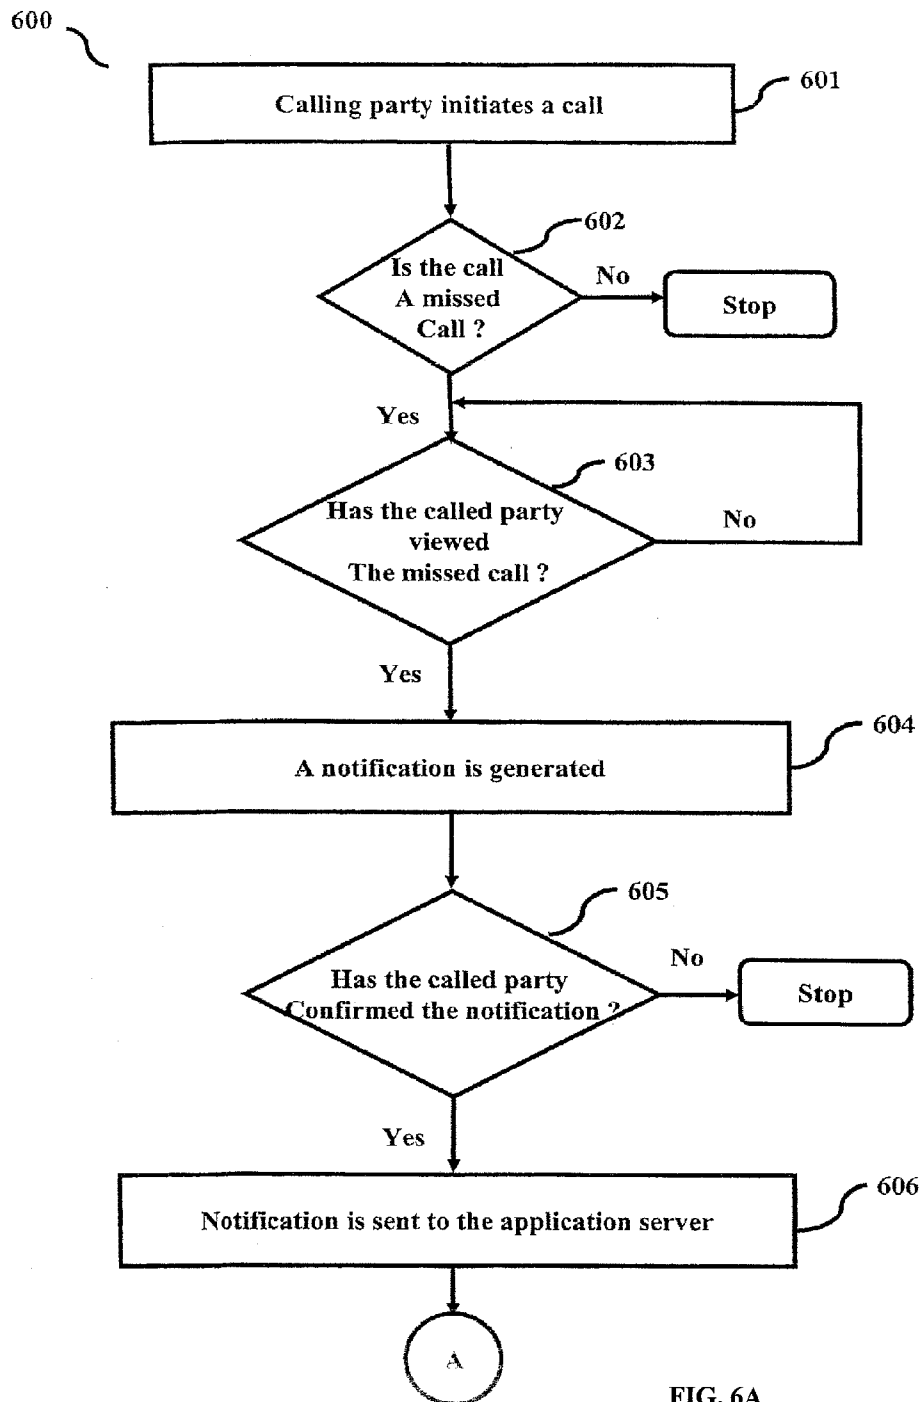 600
Calling party initiates a call
601
602
Is the call
A missed
Call ?
No
Stop
Yes
603
Has the called party
viewed
The missed call ?
No
Yes
604
A notification is generated
605
Has the called party
Confirmed the notification ?
No
Stop
Yes
606
Notification is sent to the application server
A
FIG. 6A